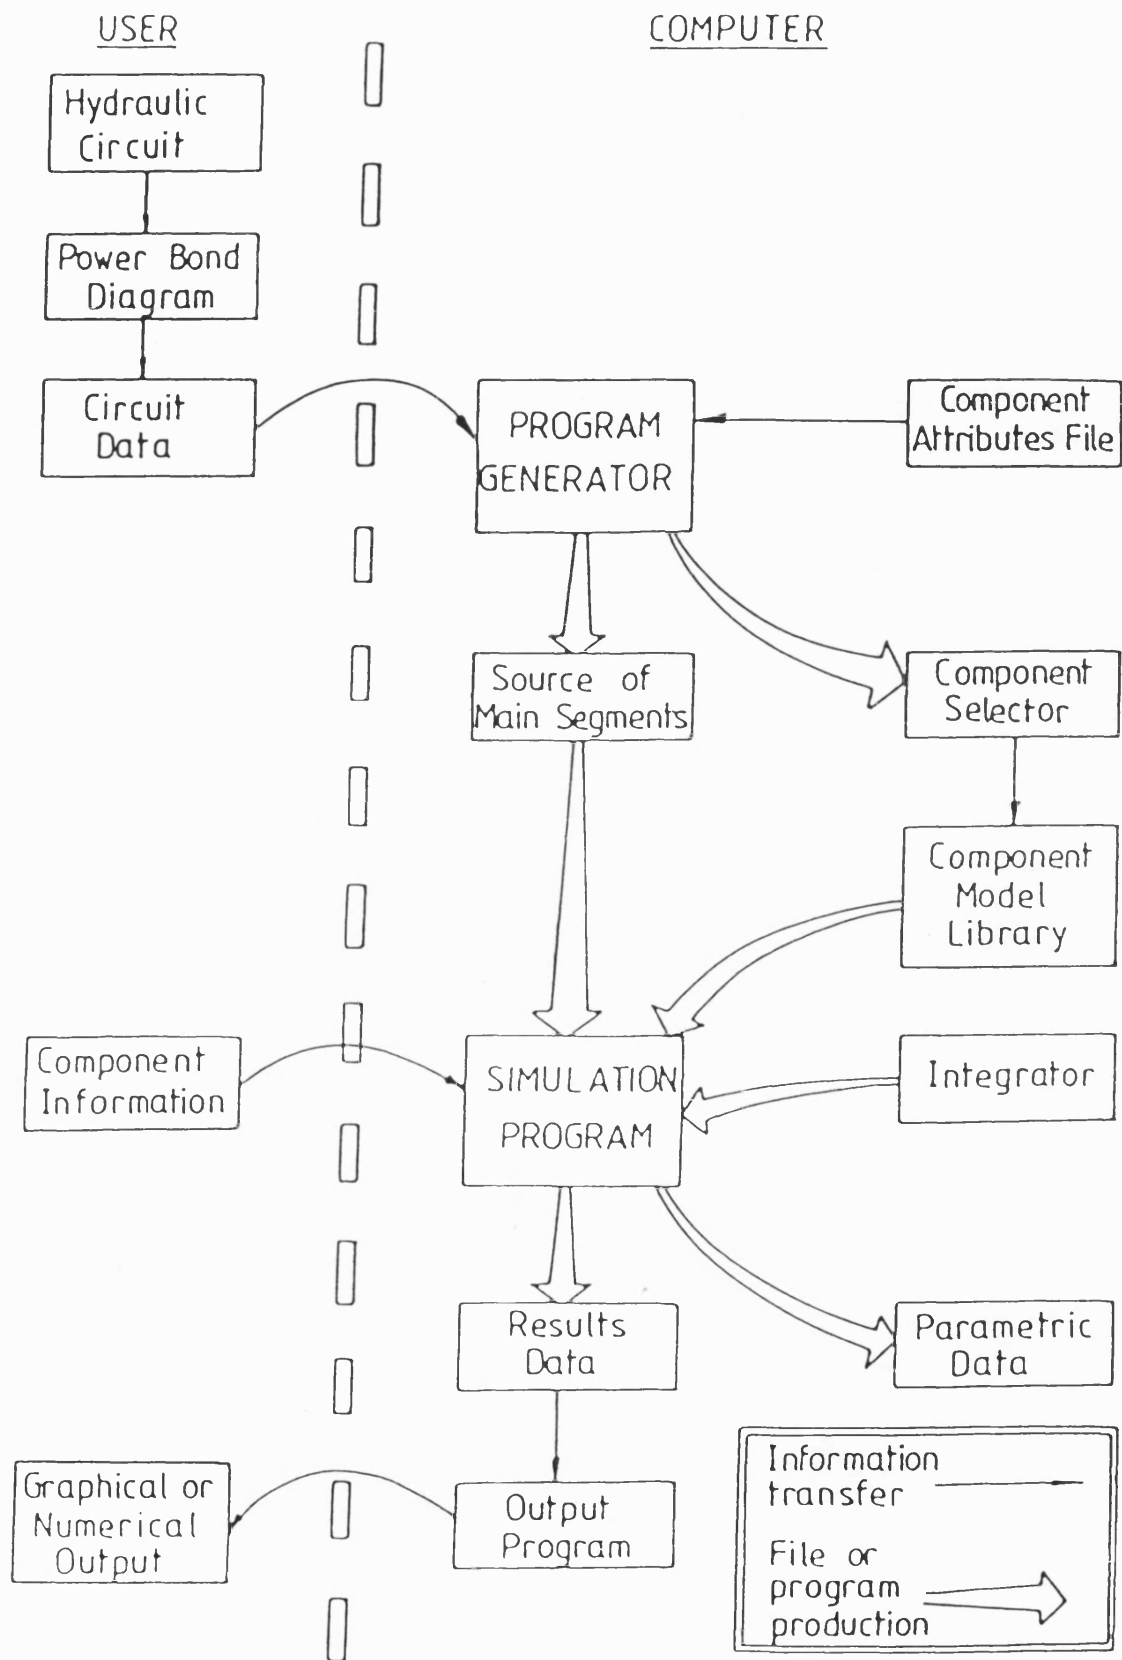 USER
COMPUTER
Hydraulic
Circuit
Power Bond
Diagram
Circuit
Data
PROGRAM
GENERATOR
Component
Attributes File
Source of
Main Segments
Component
Selector
Component
Model
Library
Component
Information
SIMULATION
PROGRAM
Integrator
Results
Data
Parametric
Data
Graphical or
Numerical
Output
Output
Program
Information
transfer
File or
program
production